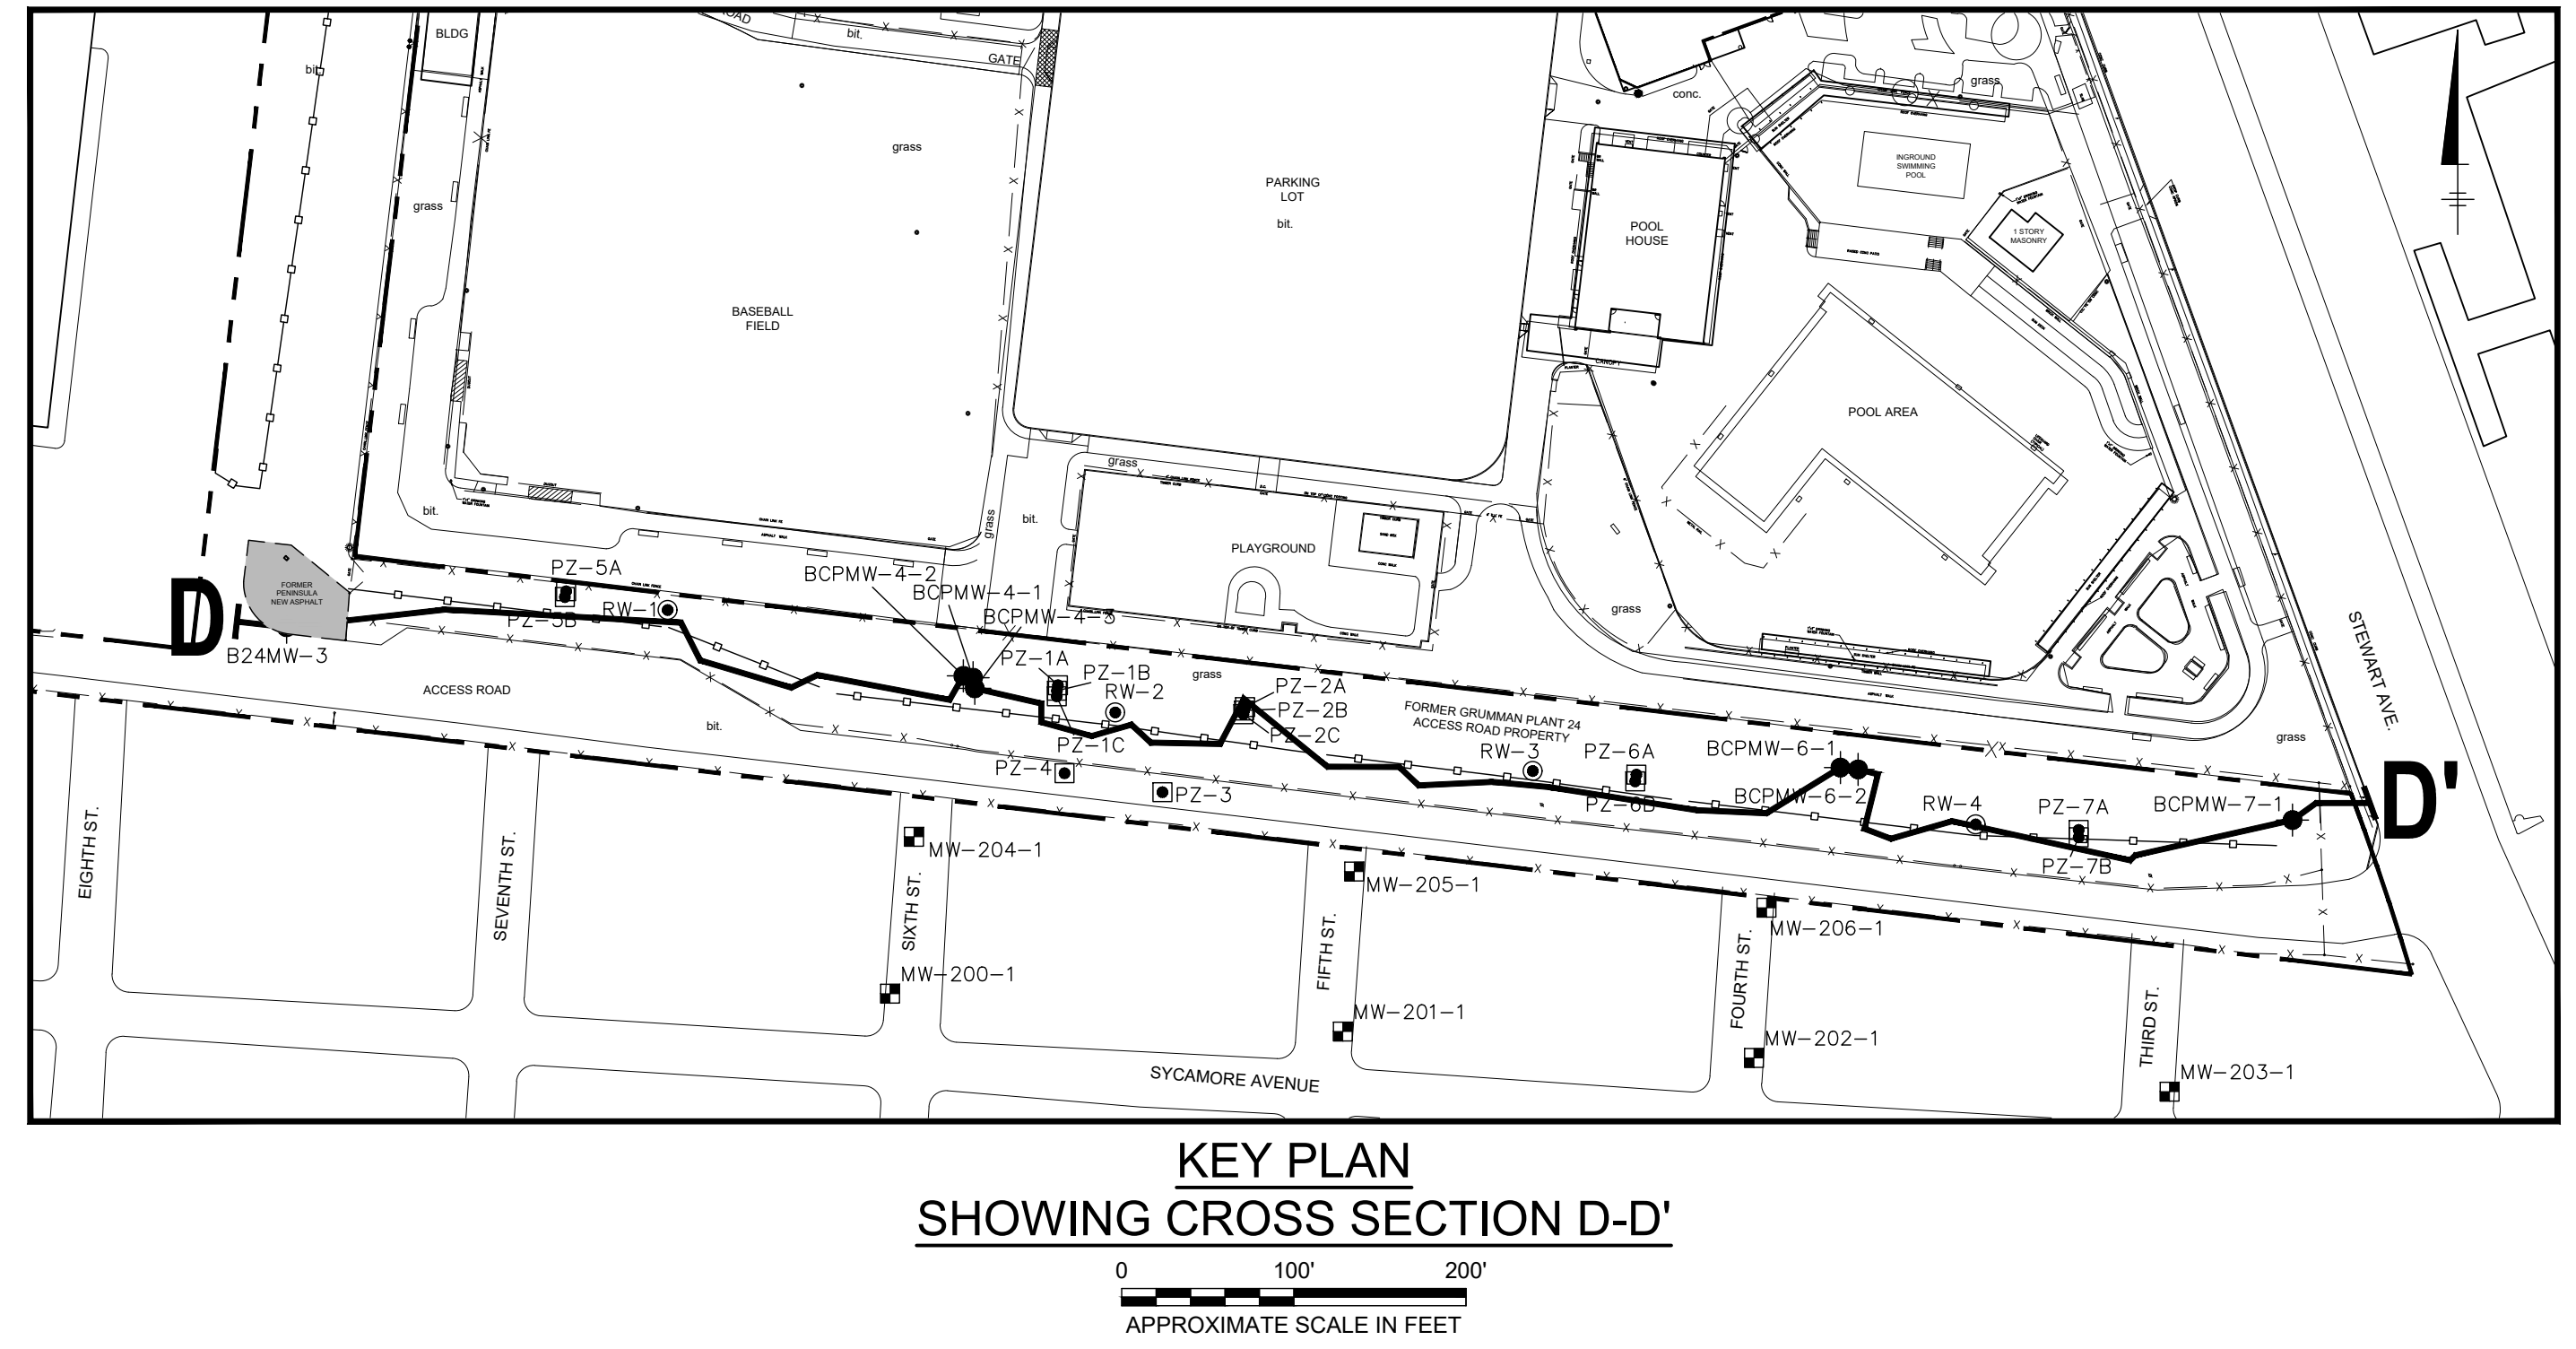 ROAD
bit.
GATE
BLDG
bit.
grass
conc.
grass
INGROUND
SWIMMING
POOL
PARKING
LOT
bit.
grass
POOL
HOUSE
1 STORY
MASONRY
BASEBALL
FIELD
CANOPY
POOL AREA
grass
bit.
grass
bit.
PLAYGROUND
FORMER
PENINSULA
NEW ASPHALT
PZ-5A
BCPMW-4-2
BCPMW-4-1
BCPMW-4-3
RW-1
PZ-5B
grass
D
B24MW-3
PZ-1A
PZ-1B
RW-2
PZ-1C
grass
PZ-2A
PZ-2B
PZ-2C
ACCESS ROAD
bit.
FORMER GRUMMAN PLANT 24
ACCESS ROAD PROPERTY
STEWART AVE.
grass
RW-3
PZ-6A
PZ-6B
BCPMW-6-1
BCPMW-6-2
RW-4
PZ-7A
PZ-7B
BCPMW-7-1
D'
PZ-4
PZ-3
MW-204-1
MW-205-1
MW-206-1
EIGHTH ST.
SEVENTH ST.
SIXTH ST.
FIFTH ST.
FOURTH ST.
THIRD ST.
MW-200-1
MW-201-1
MW-202-1
MW-203-1
SYCAMORE AVENUE
KEY PLAN
SHOWING CROSS SECTION D-D'
0 100' 200'
APPROXIMATE SCALE IN FEET